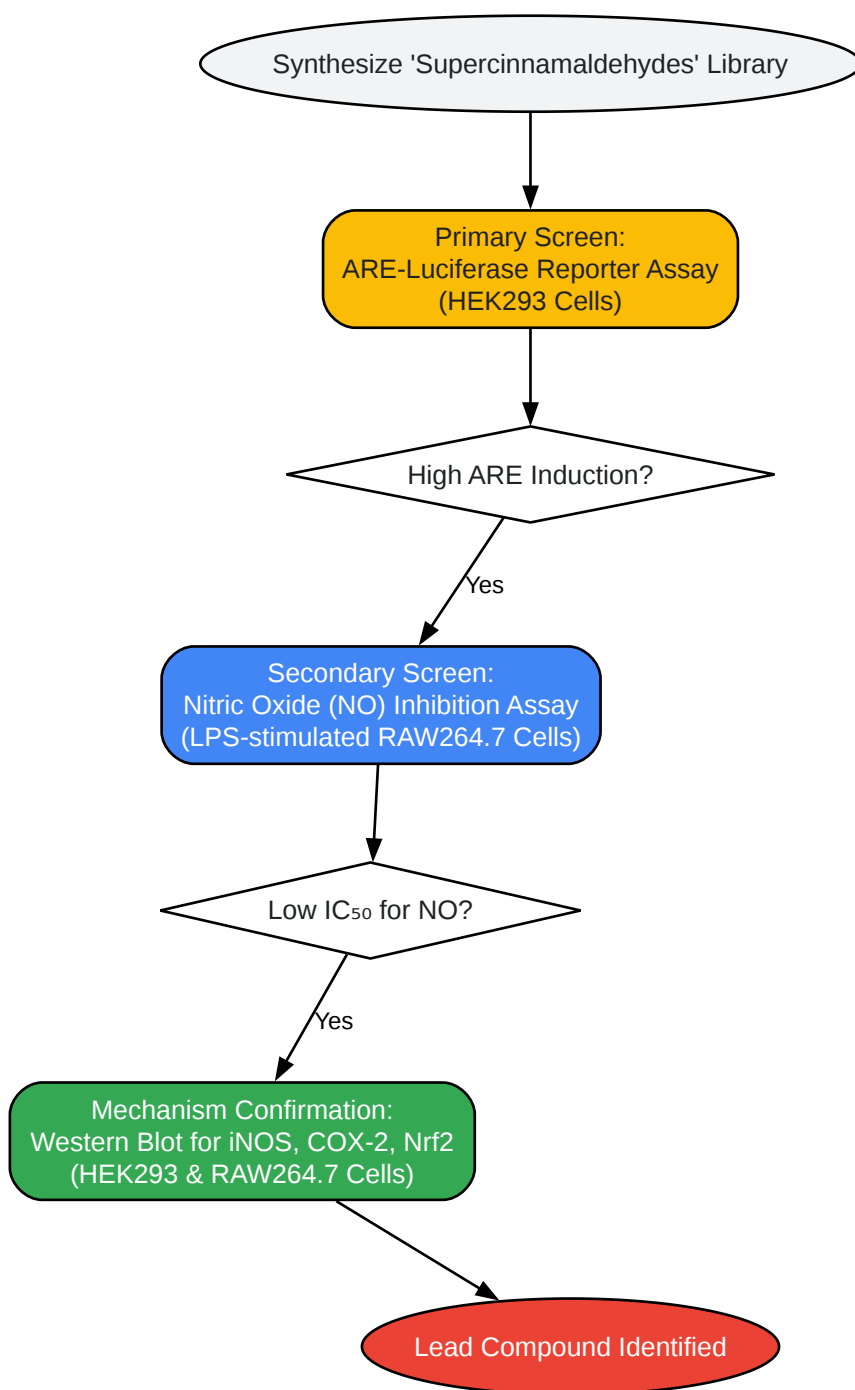 Synthesize 'Supercinnamaldehydes' Library
Primary Screen:
ARE-Luciferase Reporter Assay
(HEK293 Cells)
High ARE Induction?
Yes
Secondary Screen:
Nitric Oxide (NO) Inhibition Assay
(LPS-stimulated RAW264.7 Cells)
Low IC₅₀ for NO?
Yes
Mechanism Confirmation:
Western Blot for iNOS, COX-2, Nrf2
(HEK293 & RAW264.7 Cells)
Lead Compound Identified